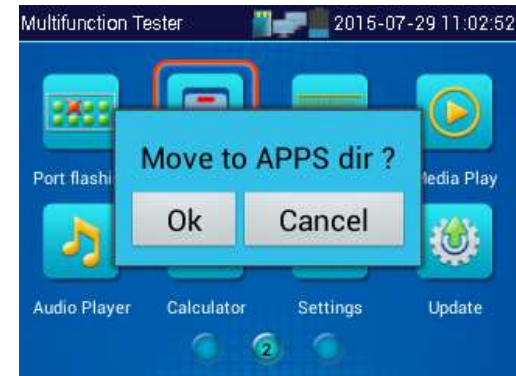 Multifunction Tester 2015-07-29 11:02:52
Move to APPS dir ?
Port flashi edia Play
Ok Cancel
Audio Player Calculator Settings Update
2